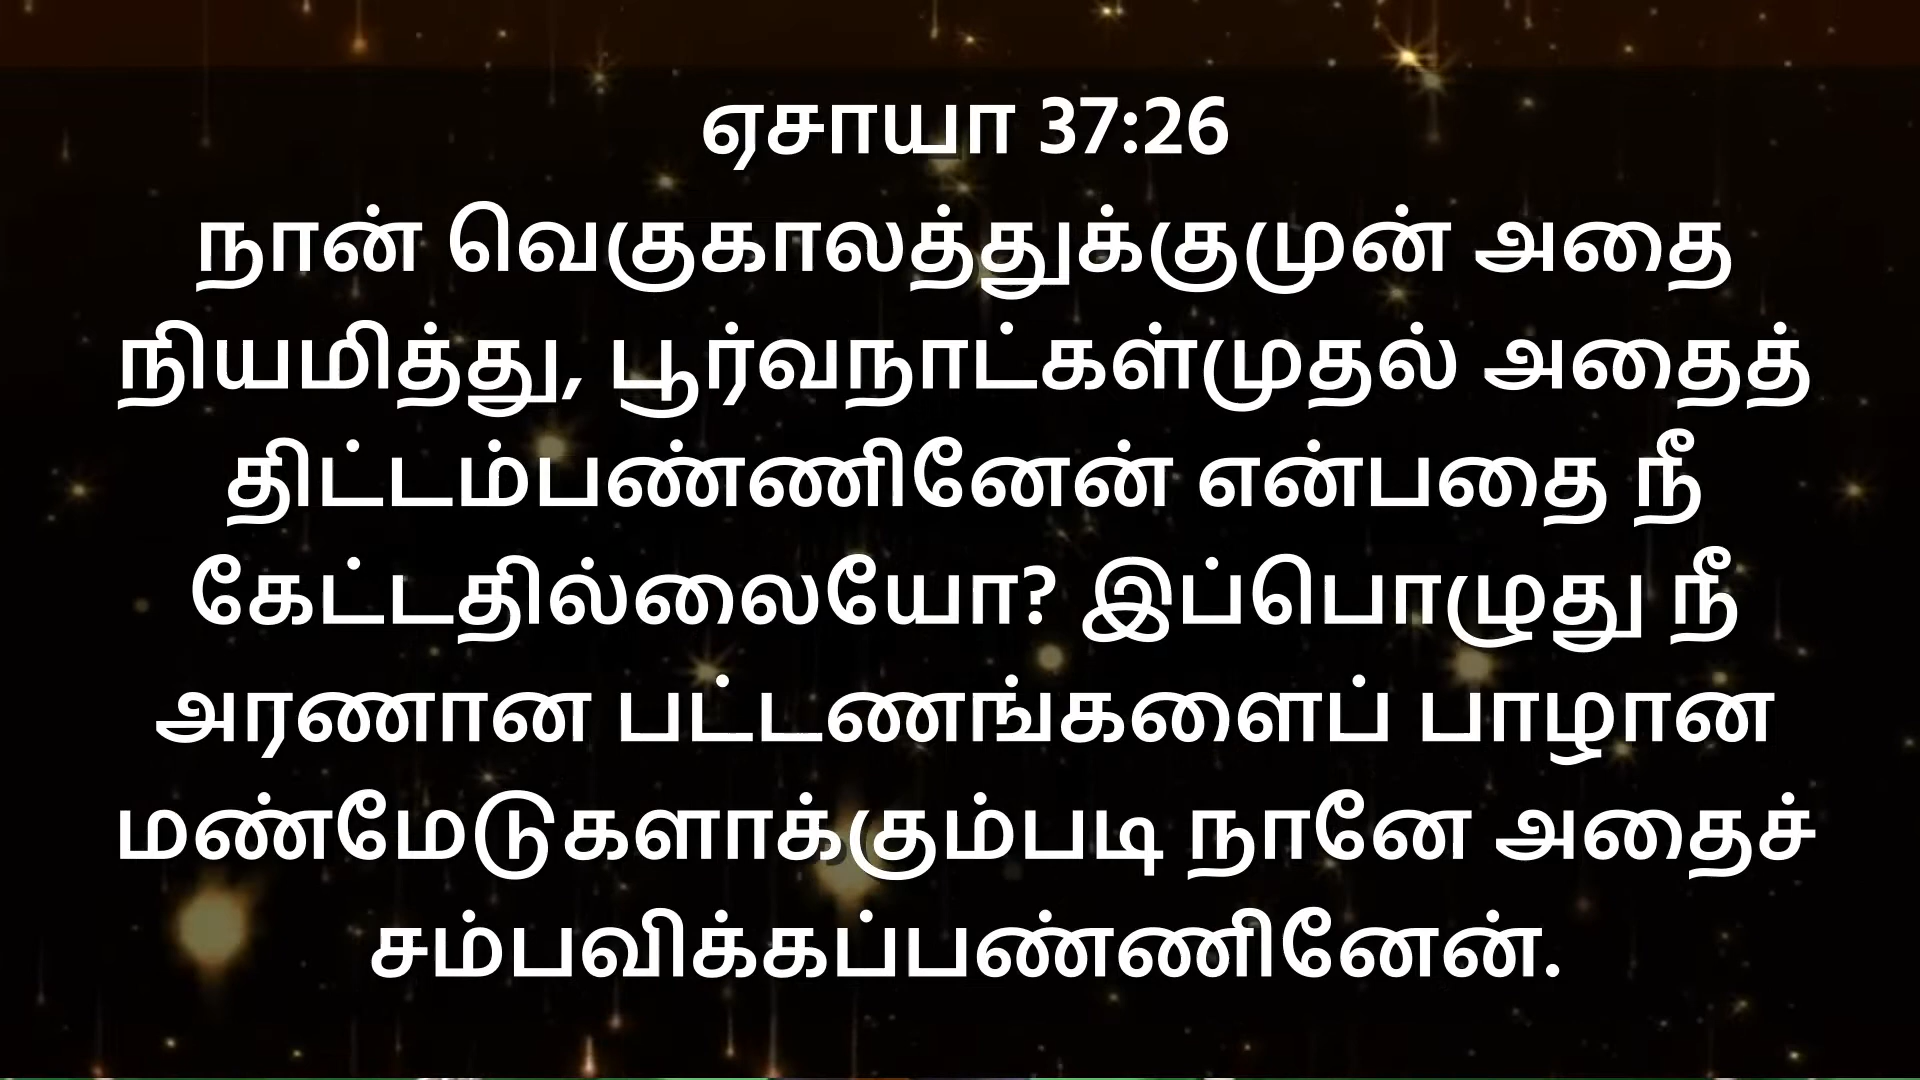 ஏசாயா 37:26
நான் வெகுகாலத்துக்குமுன் அதை
நியமித்து, பூர்வநாட்கள்முதல் அதைத்
திட்டம்பண்ணினேன் என்பதை நீ
கேட்டதில்லையோ? இப்பொழுது நீ
அரணான பட்டணங்களைப் பாழான
மண்மேடுகளாக்கும்படி நானே அதைச்
சம்பவிக்கப்பண்ணினேன்.